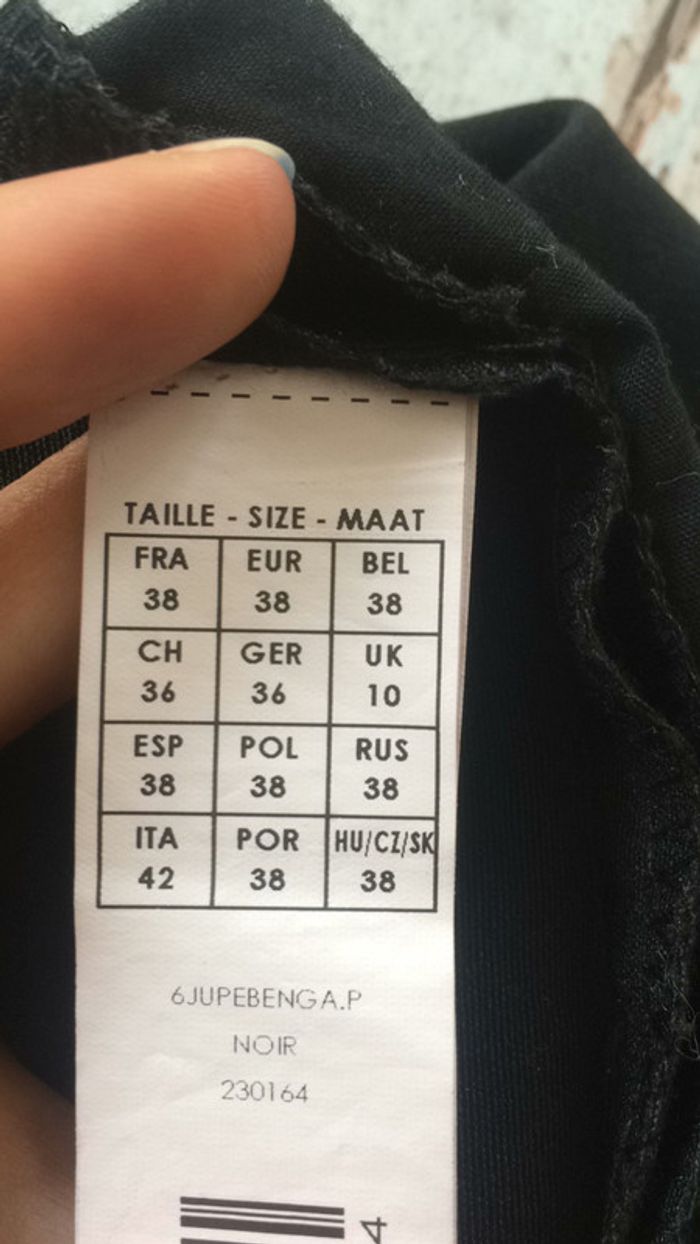 TAILLE - SIZE - MAAT
FRA EUR BEL
38 38 38
CH GER UK
36 36 10
ESP POL RUS
38 38 38
ITA POR HU/CZ/SK
42 38 38
6JUPEBENGA.P
NOIR
230164
4